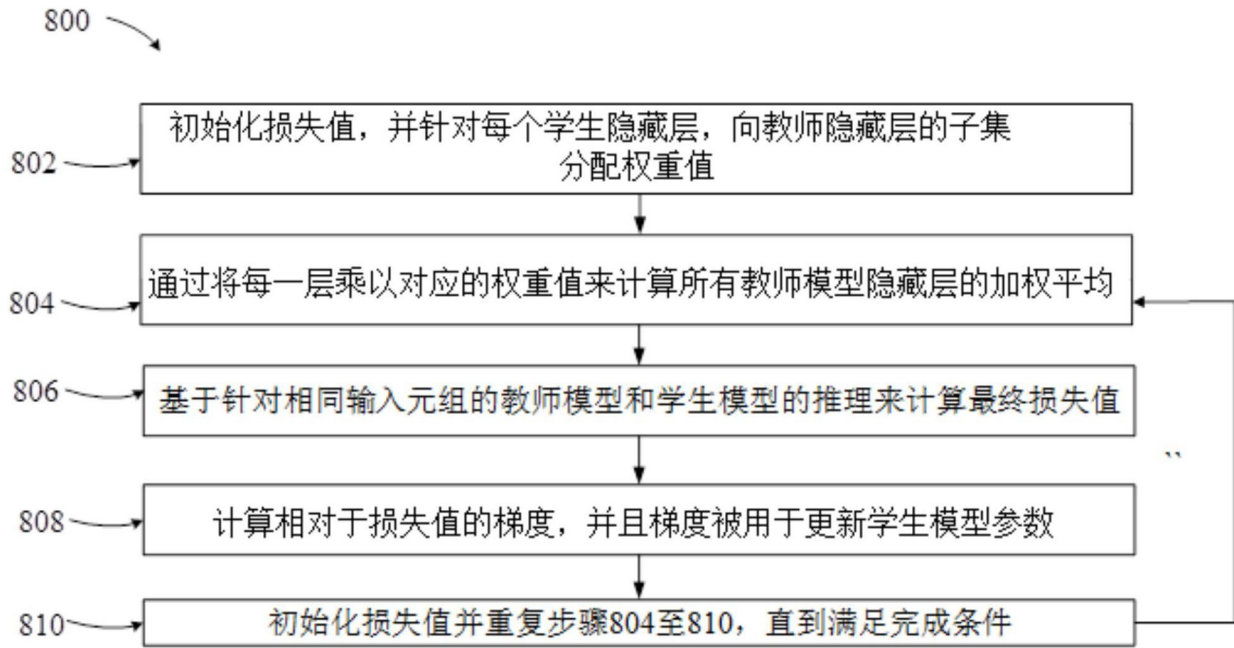 800
802
初始化损失值，并针对每个学生隐藏层，向教师隐藏层的子集
分配权重值
804
通过将每一层乘以对应的权重值来计算所有教师模型隐藏层的加权平均
806
基于针对相同输入元组的教师模型和学生模型的推理来计算最终损失值
808
计算相对于损失值的梯度，并且梯度被用于更新学生模型参数
810
初始化损失值并重复步骤804至810，直到满足完成条件